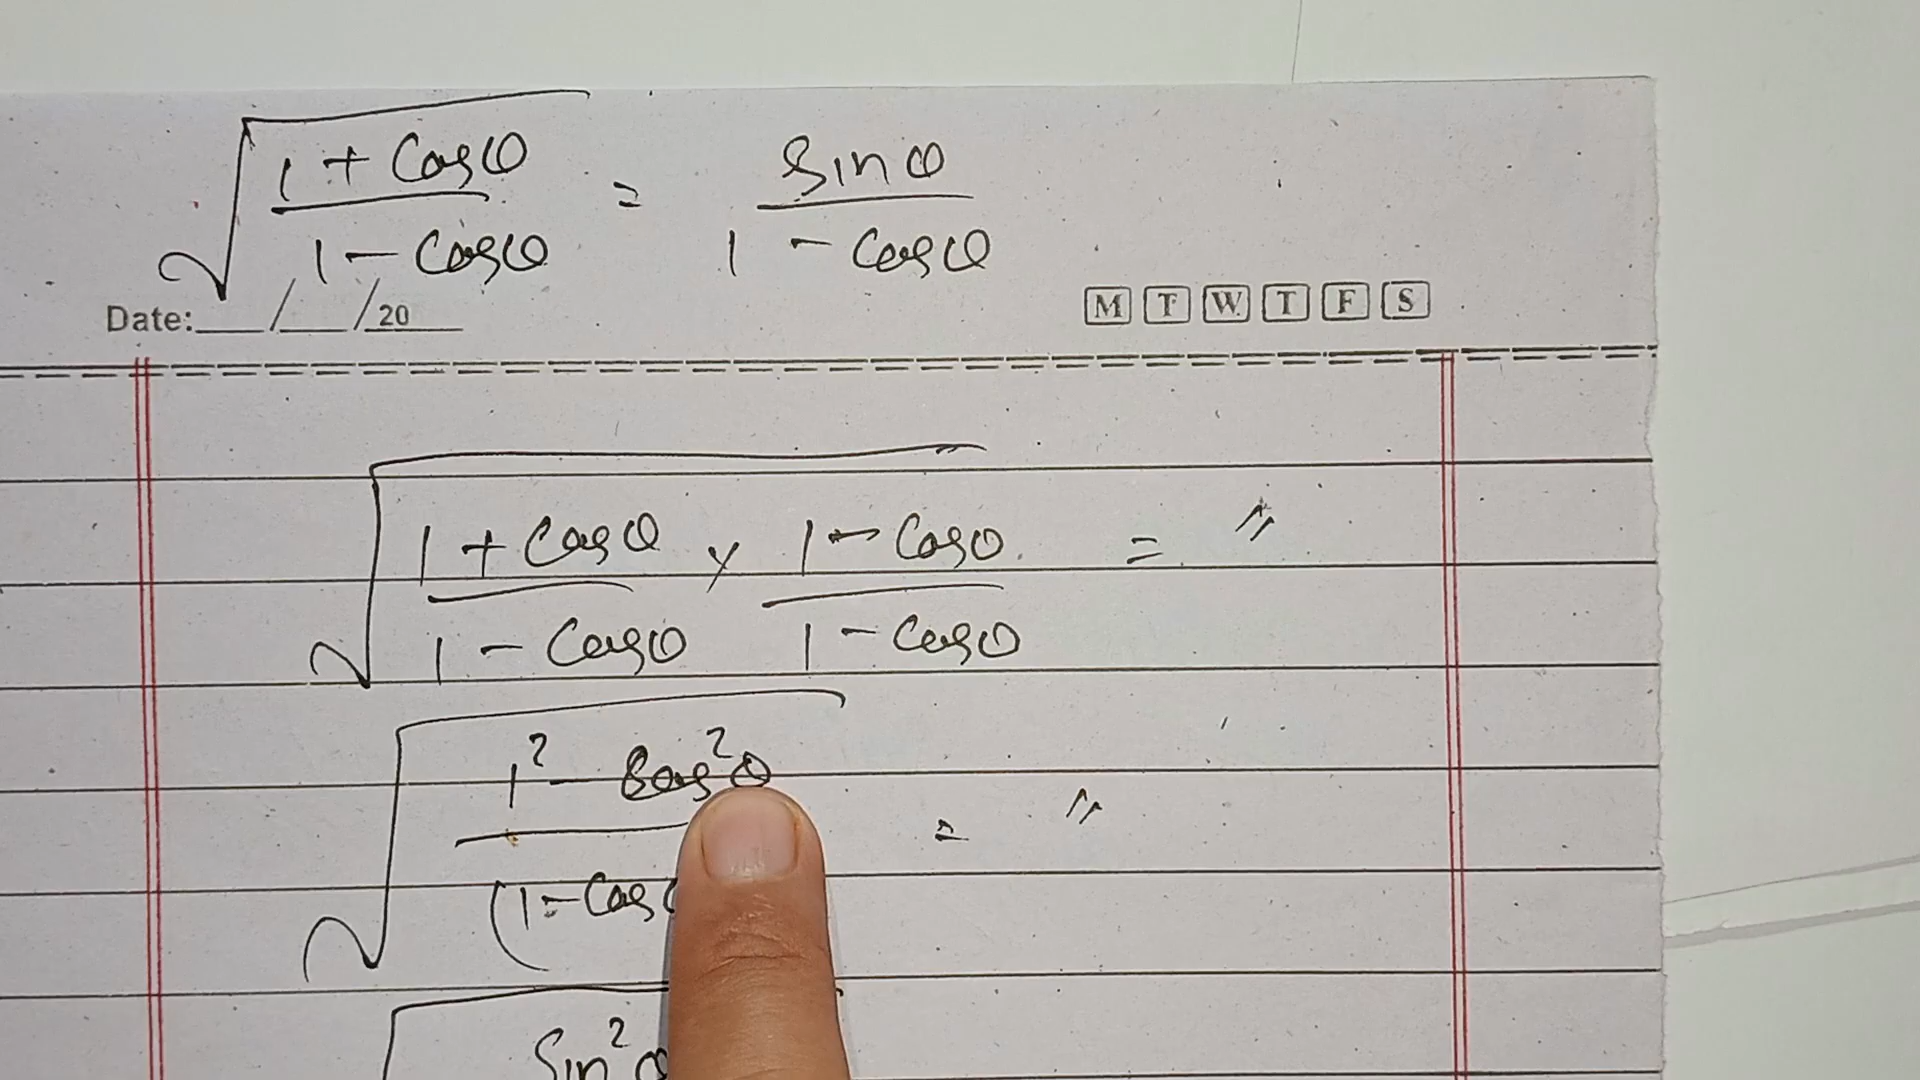 √((1 + Cosθ)/(1 - Cosθ)) = Sinθ/(1 - Cosθ)
Date: / /20 M T W T F S
√((1 + Cosθ)/(1 - Cosθ) × (1 - Cosθ)/(1 - Cosθ)) = 〃
√((1² - Cos²θ)/(1 - Cos = 〃
√(Sin²θ